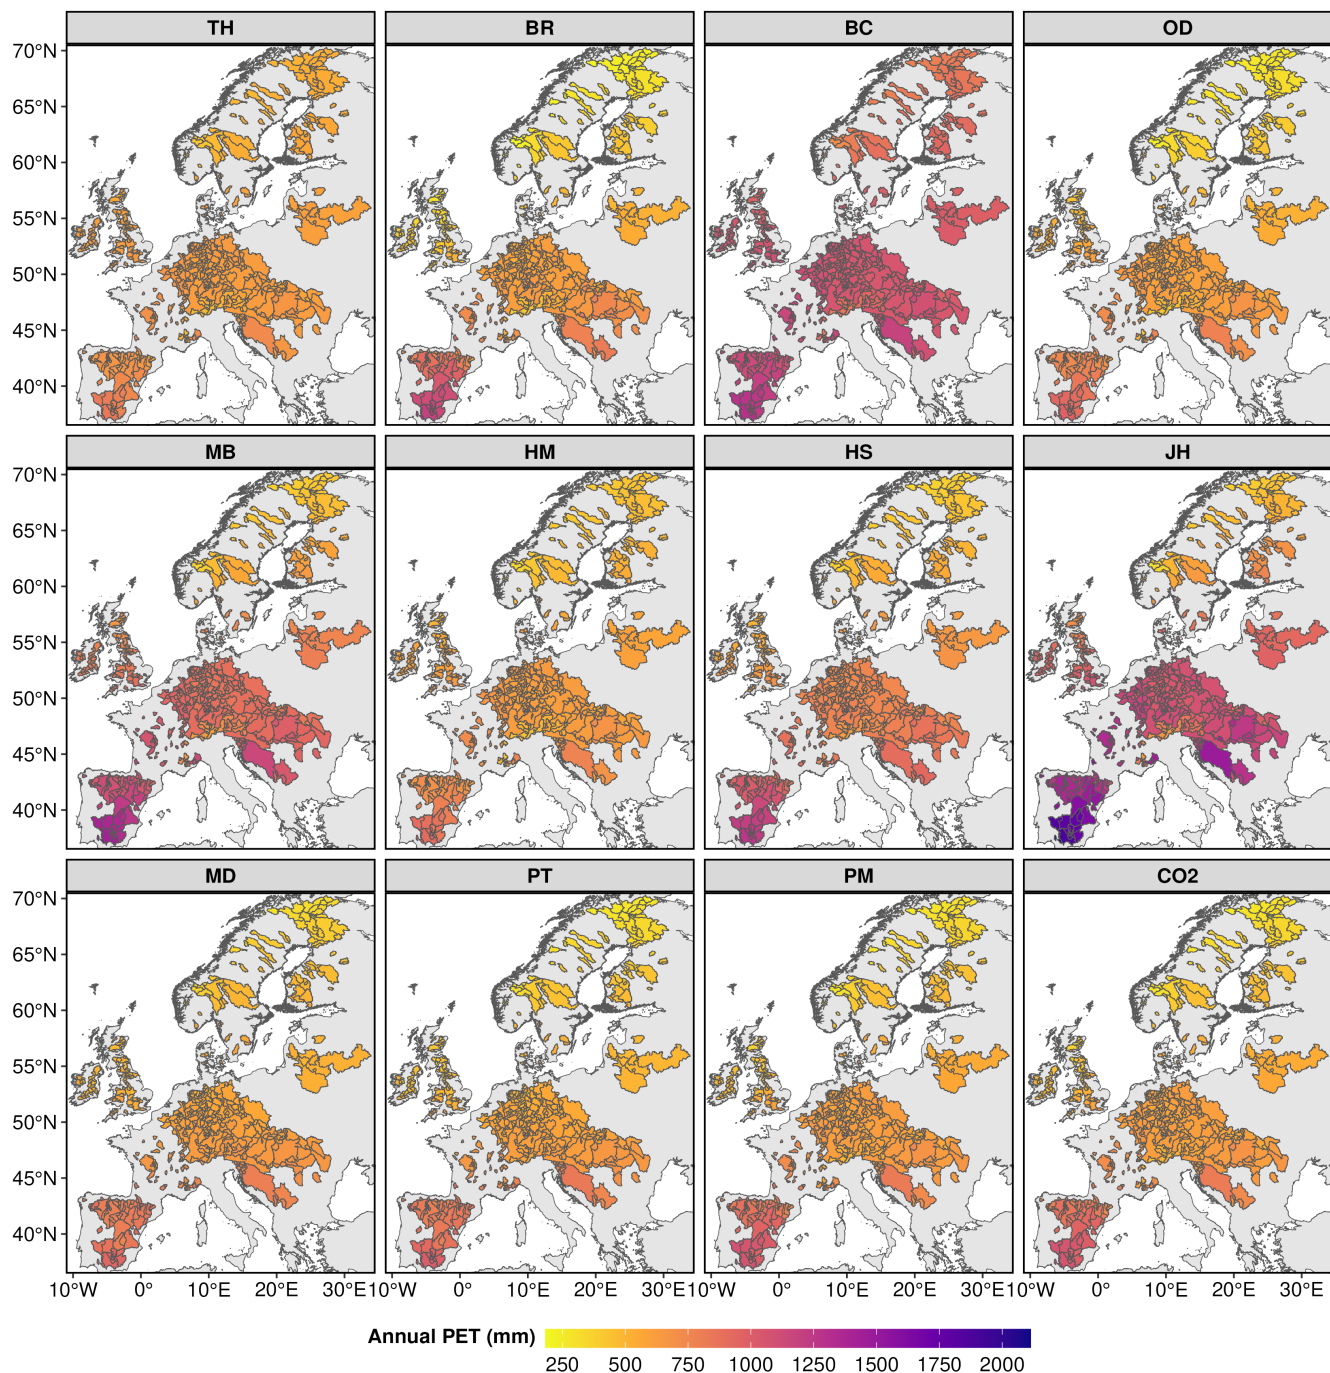 TH BR BC OD
70°N
65°N
60°N
55°N
50°N
45°N
40°N
MB HM HS JH
70°N
65°N
60°N
55°N
50°N
45°N
40°N
MD PT PM CO2
70°N
65°N
60°N
55°N
50°N
45°N
40°N
10°W 0° 10°E 20°E 30°E 10°W 0° 10°E 20°E 30°E 10°W 0° 10°E 20°E 30°E 10°W 0° 10°E 20°E 30°E
Annual PET (mm)
250 500 750 1000 1250 1500 1750 2000